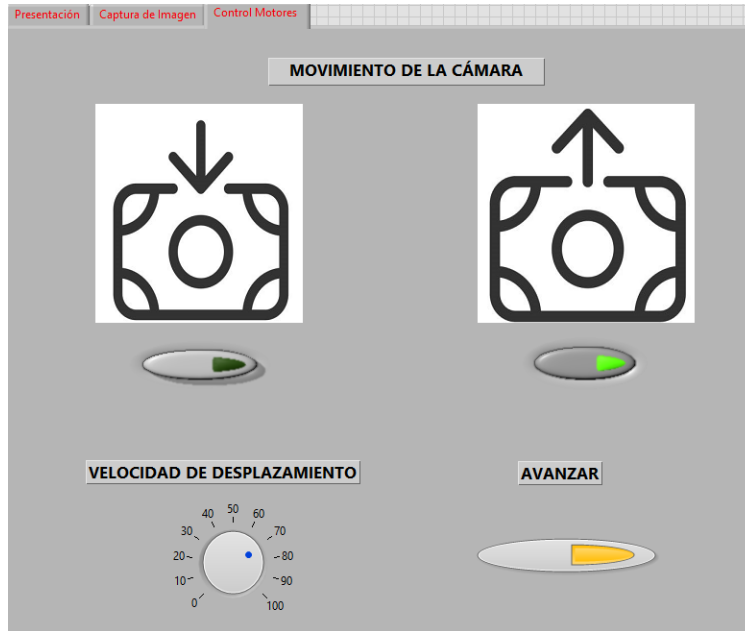 Presentación
Captura de Imagen
Control Motores
MOVIMIENTO DE LA CÁMARA
VELOCIDAD DE DESPLAZAMIENTO
AVANZAR
0
10
20
30
40
50
60
70
80
90
100